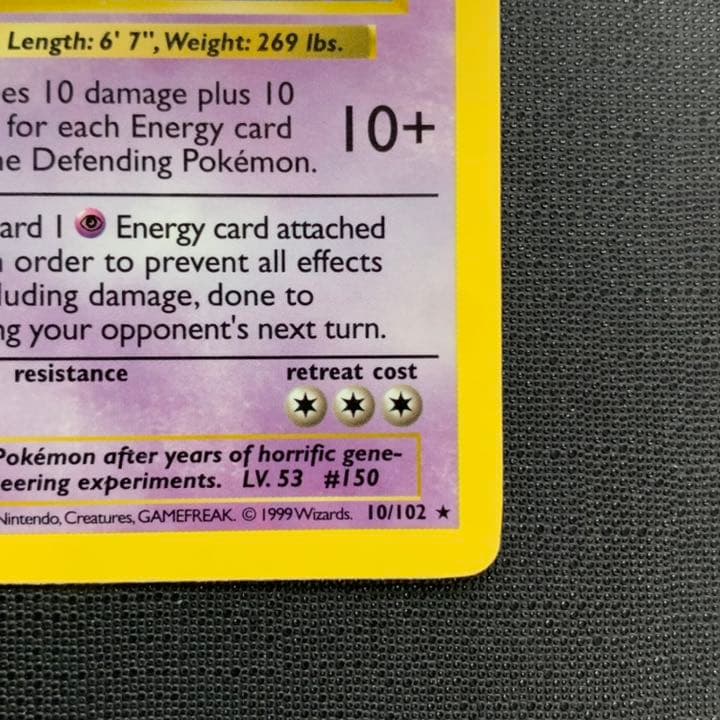 Length: 6' 7", Weight: 269 lbs.
es 10 damage plus 10
for each Energy card
e Defending Pokémon.
10+
ard 1 Energy card attached
order to prevent all effects
luding damage, done to
ng your opponent's next turn.
resistance
retreat cost
Pokémon after years of horrific gene-
eering experiments. LV. 53 #150
Nintendo, Creatures, GAMEFREAK. © 1999 Wizards. 10/102 ★